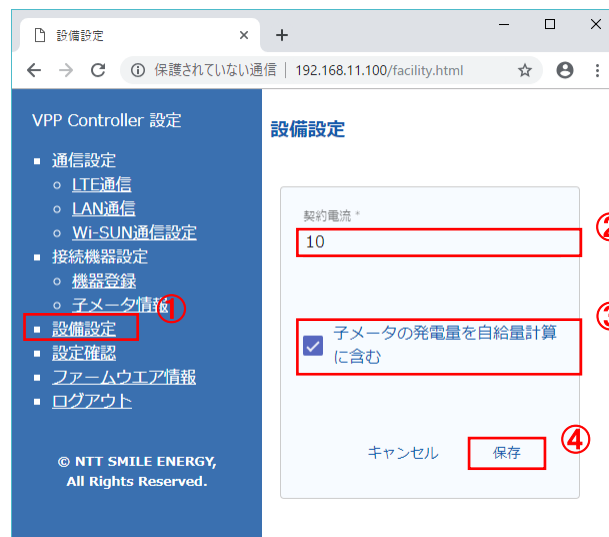 設備設定
保護されていない通信 | 192.168.11.100/facility.html
VPP Controller 設定
通信設定
LTE通信
LAN通信
Wi-SUN通信設定
接続機器設定
機器登録
子メータ情報
①
設備設定
設定確認
ファームウエア情報
ログアウト
© NTT SMILE ENERGY,
All Rights Reserved.
設備設定
契約電流 *
10
②
子メータの発電量を自給量計算
に含む
③
キャンセル
保存
④